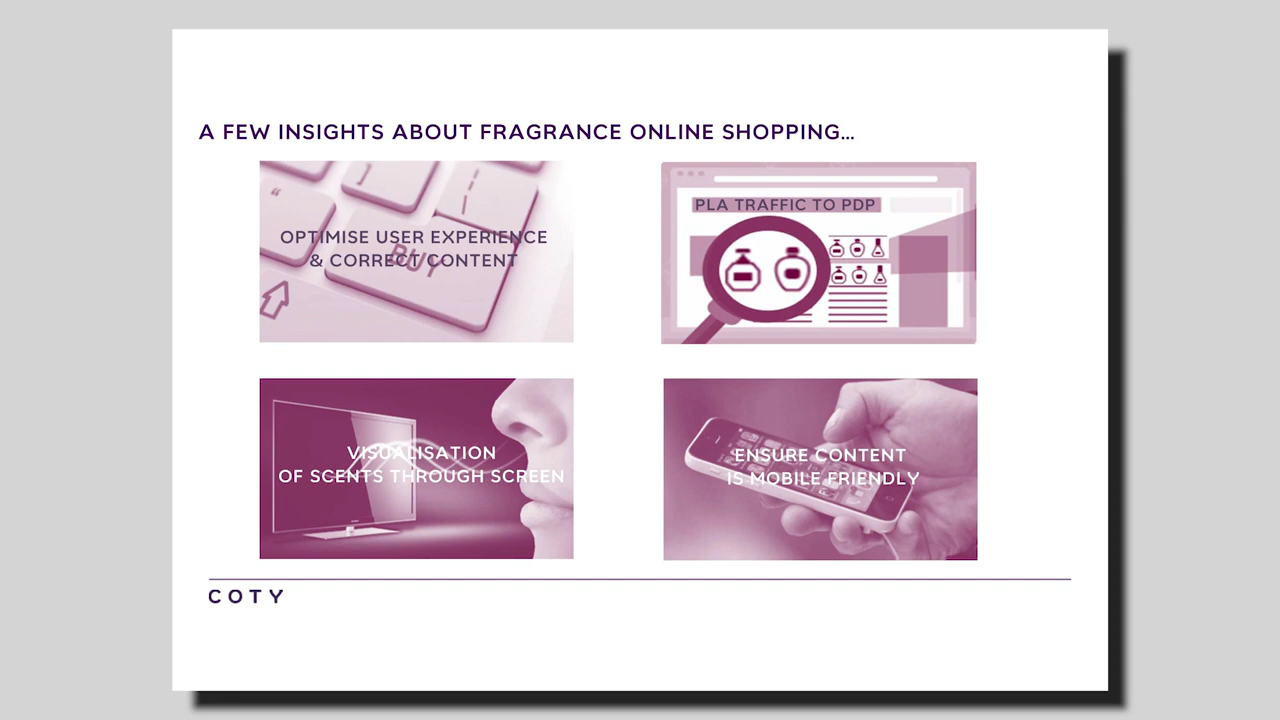 A FEW INSIGHTS ABOUT FRAGRANCE ONLINE SHOPPING...
OPTIMISE USER EXPERIENCE
& CORRECT CONTENT
BUY
PLA TRAFFIC TO PDP
VISUALISATION
OF SCENTS THROUGH SCREEN
ENSURE CONTENT
IS MOBILE FRIENDLY
COTY